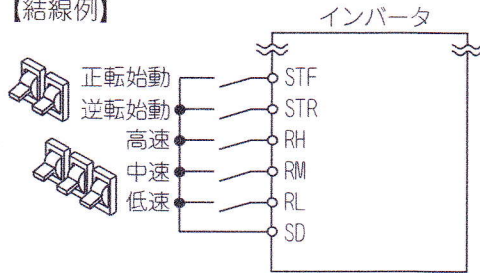 【結線例】
インバータ
正転始動 STF
逆転始動 STR
高速 RH
中速 RM
低速 RL
SD